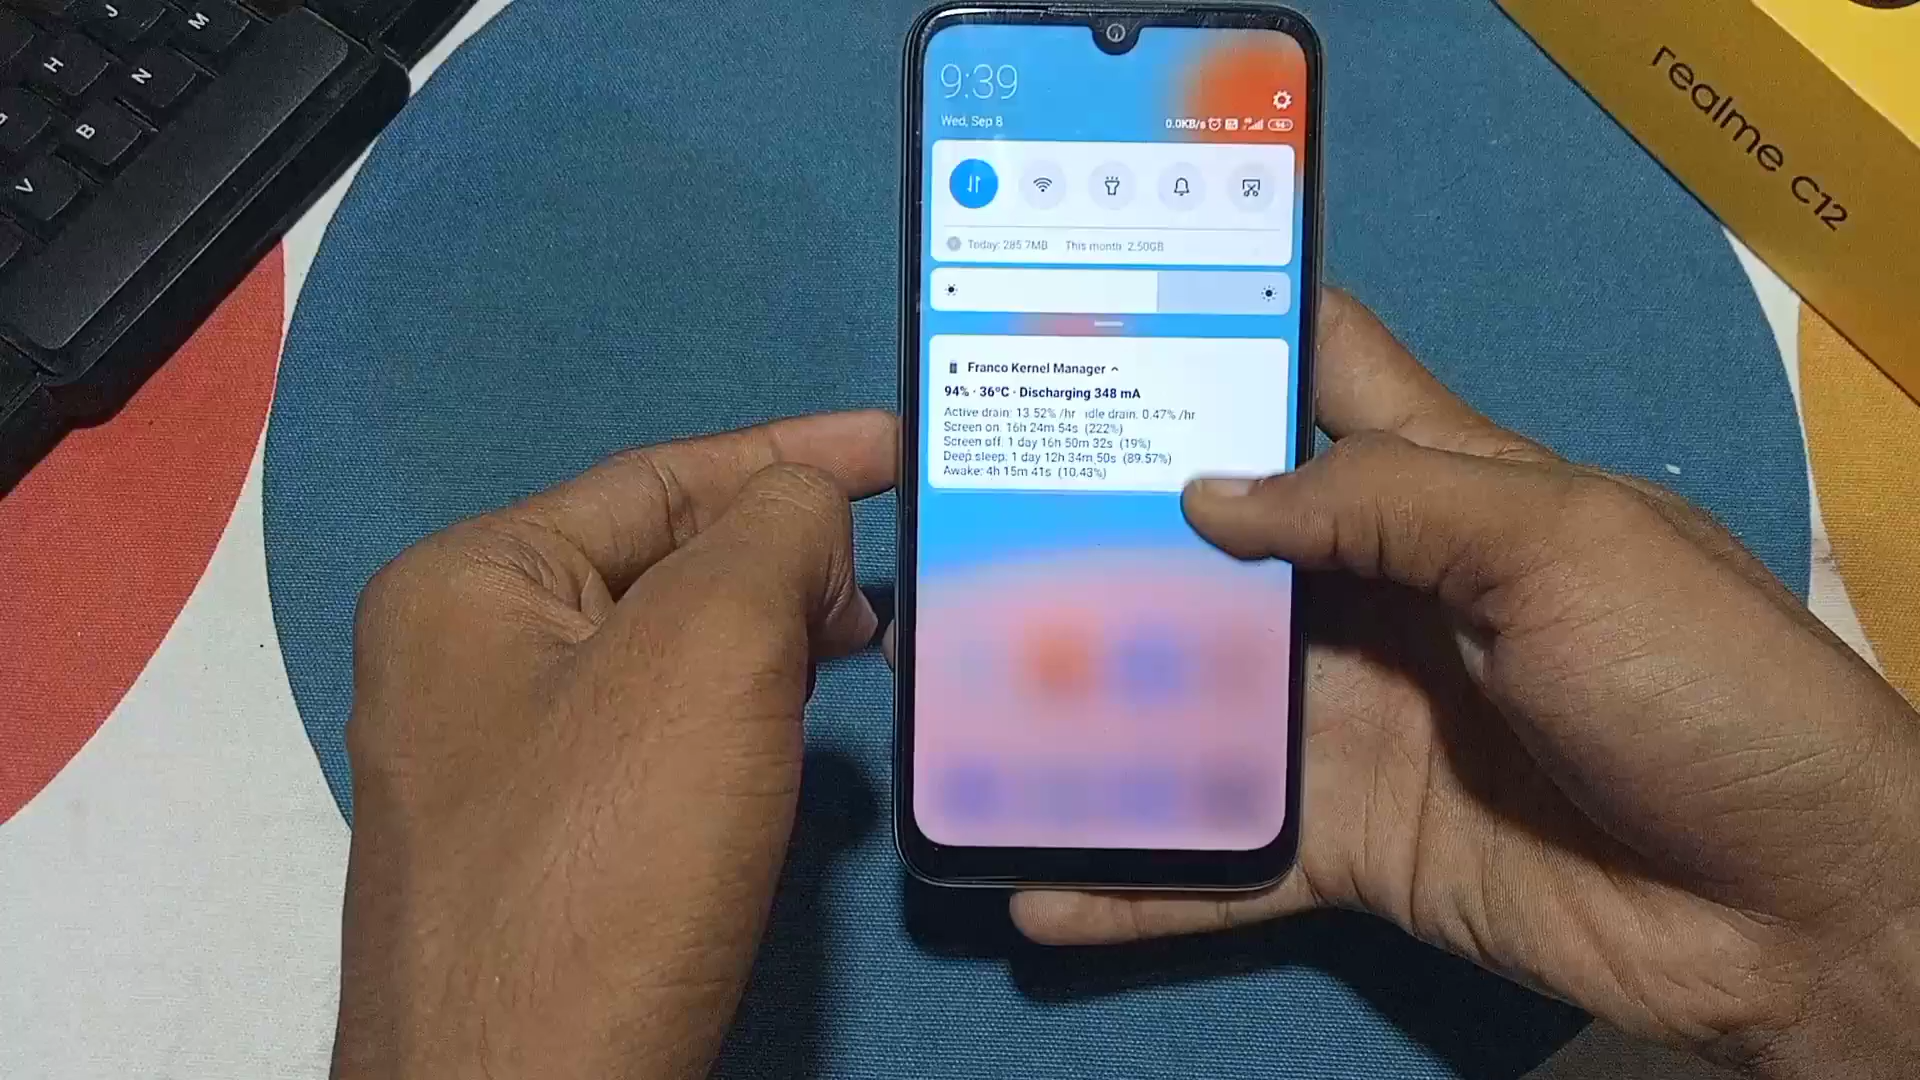 J
M
H
N
B
V
9:39
Wed, Sep 8
0.0KB/s
94
Today: 285.7MB This month: 2.50GB
Franco Kernel Manager
94% · 36ºC · Discharging 348 mA
Active drain: 13.52% /hr idle drain: 0.47% /hr
Screen on: 16h 24m 54s (222%)
Screen off: 1 day 16h 50m 32s (19%)
Deep sleep: 1 day 12h 34m 50s (89.57%)
Awake: 4h 15m 41s (10.43%)
realme C12